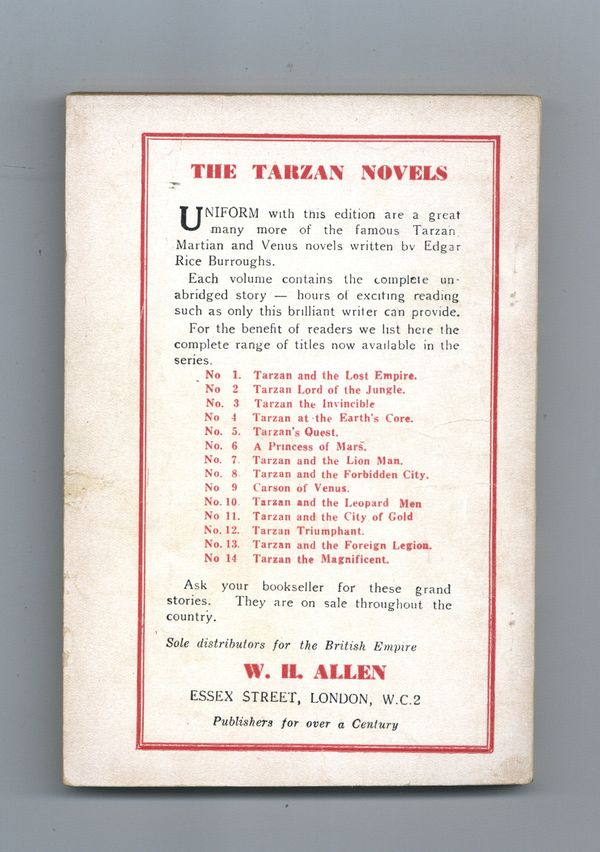 THE TARZAN NOVELS
UNIFORM with this edition are a great
many more of the famous Tarzan
Martian and Venus novels written by Edgar
Rice Burroughs.
Each volume contains the complete un-
abridged story — hours of exciting reading
such as only this brilliant writer can provide.
For the benefit of readers we list here the
complete range of titles now available in the
series.
No 1. Tarzan and the Lost Empire.
No 2 Tarzan Lord of the Jungle.
No. 3 Tarzan the Invincible
No 4 Tarzan at the Earth's Core.
No. 5. Tarzan's Quest.
No. 6 A Princess of Mars.
No. 7. Tarzan and the Lion Man.
No. 8. Tarzan and the Forbidden City.
No 9 Carson of Venus.
No. 10. Tarzan and the Leopard Men
No 11. Tarzan and the City of Gold
No. 12. Tarzan Triumphant.
No. 13. Tarzan and the Foreign Legion.
No 14 Tarzan the Magnificent.
Ask your bookseller for these grand
stories. They are on sale throughout the
country.
Sole distributors for the British Empire
W. H. ALLEN
ESSEX STREET, LONDON, W.C.2
Publishers for over a Century